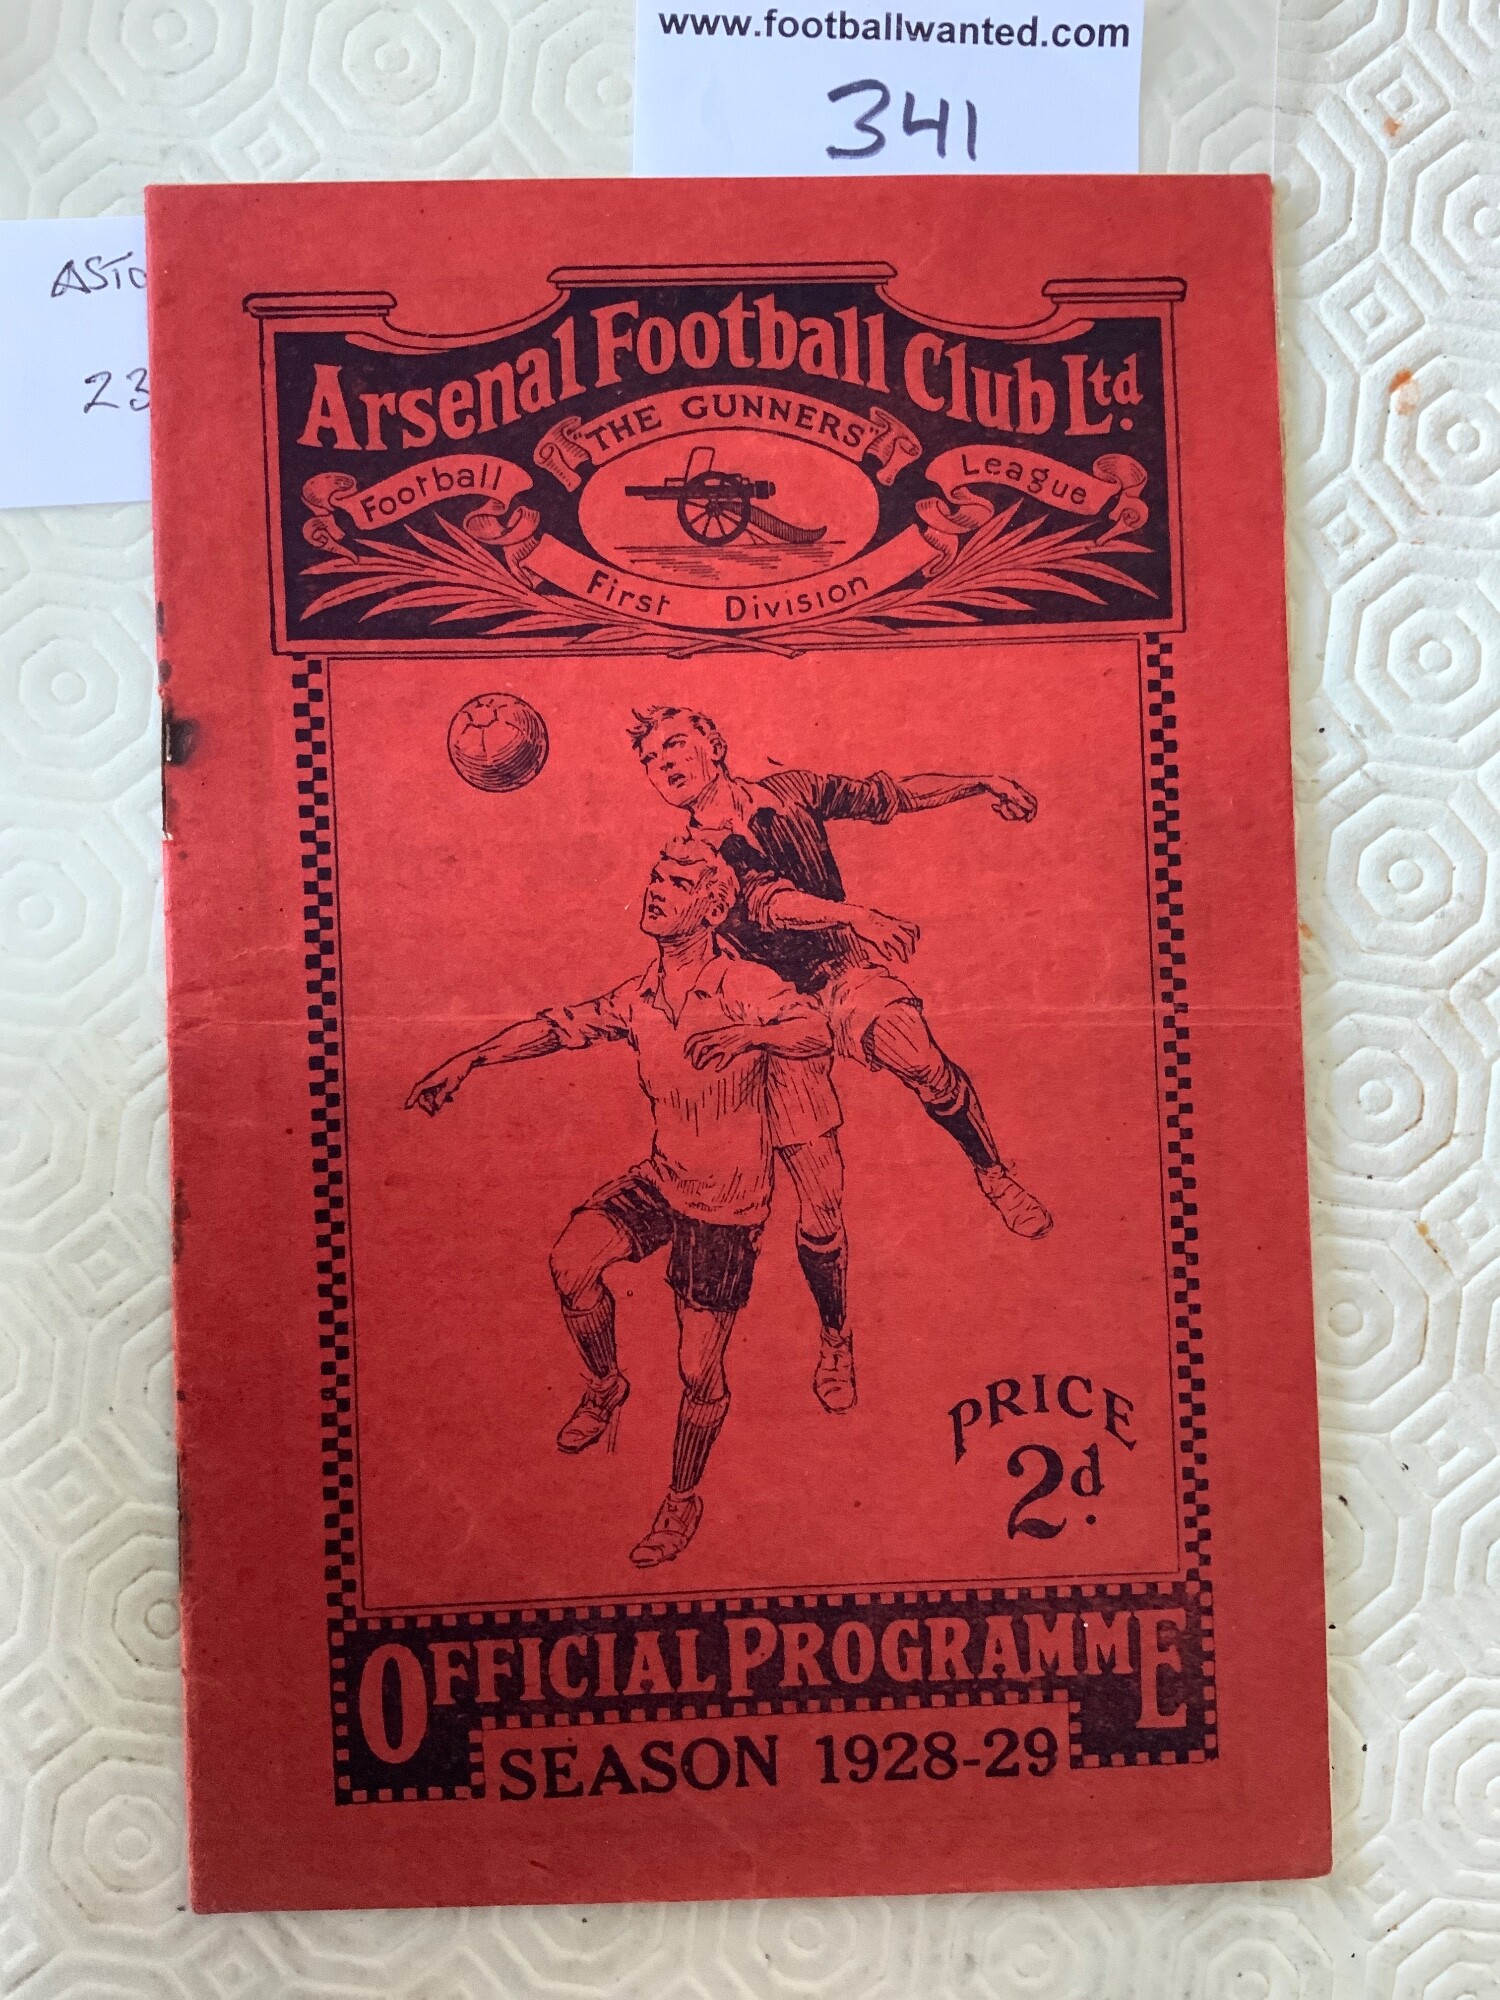 www.footballwanted.com
341
ASTO
23
Arsenal Football Club Ltd.
"THE GUNNERS"
Football League
First Division
PRICE
2d.
OFFICIAL PROGRAMME
SEASON 1928-29